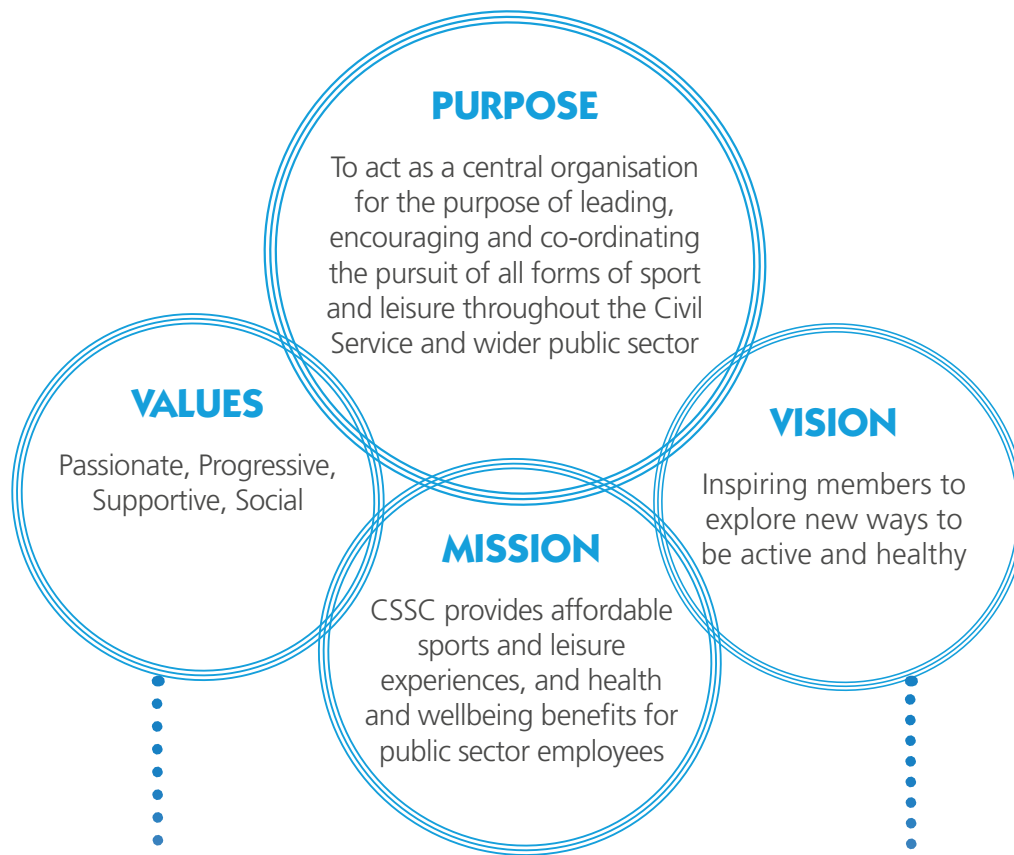 PURPOSE
To act as a central organisation
for the purpose of leading,
encouraging and co-ordinating
the pursuit of all forms of sport
and leisure throughout the Civil
Service and wider public sector
VALUES
Passionate, Progressive,
Supportive, Social
VISION
Inspiring members to
explore new ways to
be active and healthy
MISSION
CSSC provides affordable
sports and leisure
experiences, and health
and wellbeing benefits for
public sector employees